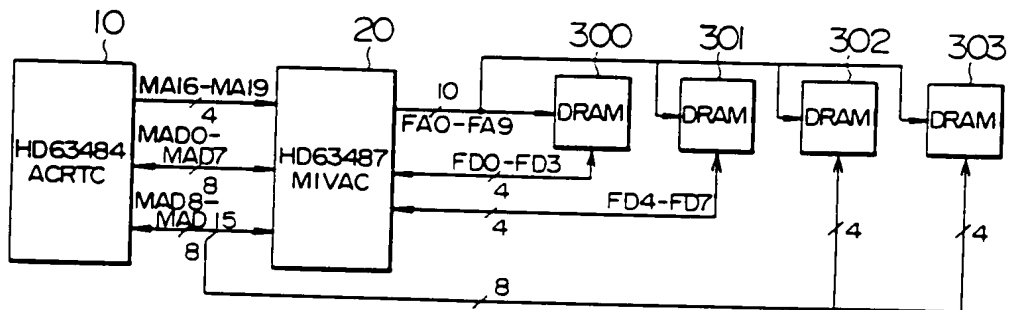 10
20
300
301
302
303
MA16-MA19
4
MAD0-
MAD7
8
MAD8-
MAD15
8
HD63484
ACRTC
HD63487
MIVAC
10
FA0-FA9
FD0-FD3
4
4
FD4-FD7
DRAM
DRAM
DRAM
DRAM
4
4
8